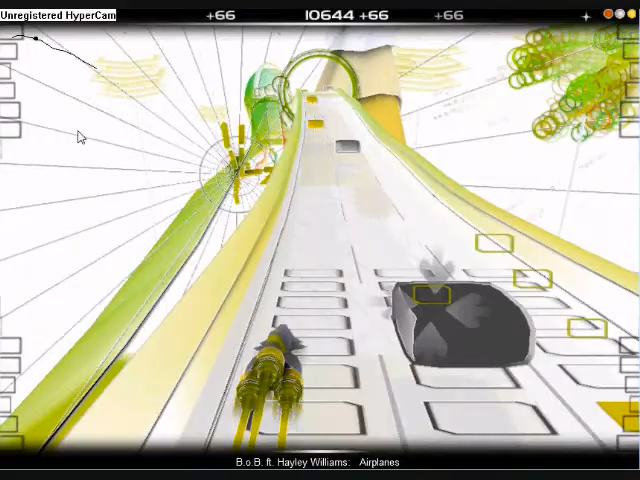 Unregistered HyperCam
+66 10644 +66 +66
B.o.B. ft. Hayley Williams: Airplanes